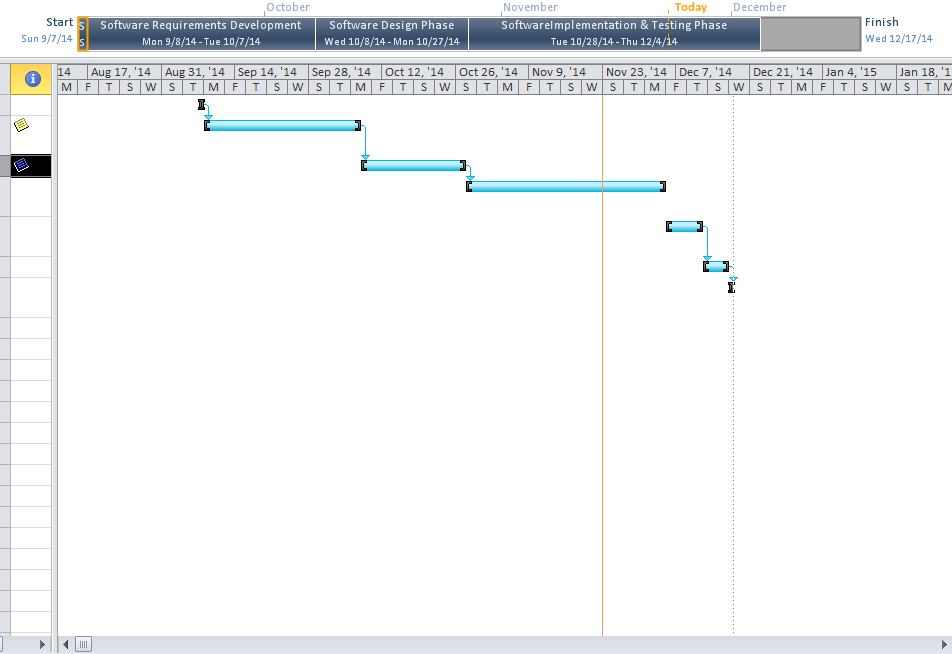 October November Today December
Start S Software Requirements Development Software Design Phase SoftwareImplementation & Testing Phase Finish
Sun 9/7/14 S Mon 9/8/14 - Tue 10/7/14 Wed 10/8/14 - Mon 10/27/14 Tue 10/28/14 - Thu 12/4/14 Wed 12/17/14
14 Aug 17, '14 Aug 31, '14 Sep 14, '14 Sep 28, '14 Oct 12, '14 Oct 26, '14 Nov 9, '14 Nov 23, '14 Dec 7, '14 Dec 21, '14 Jan 4, '15 Jan 18, '1
M F T S W S T M F T S W S T M F T S W S T M F T S W S T M F T S W S T M F T S W S T M